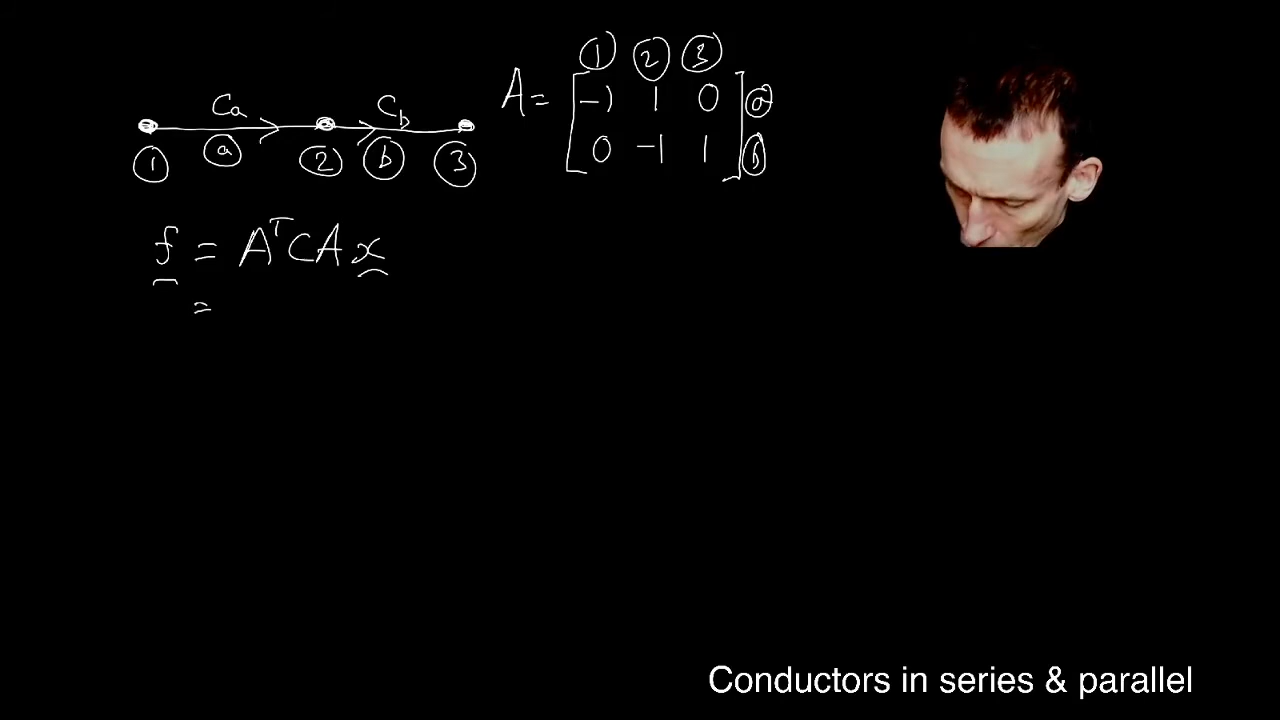 Ca Cb
① ⓐ ② ⓑ ③
① ② ③
A = [-1 1 0] ⓐ
[0 -1 1] ⓑ
f = AᵀCAx
=
Conductors in series & parallel